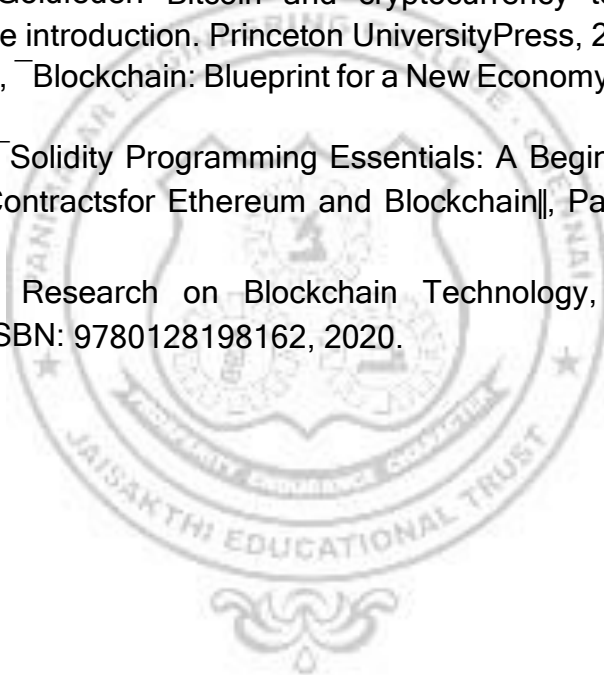 Goldfeder. Bitcoin and cryptocurrency te
e introduction. Princeton UniversityPress, 2
, ‾Blockchain: Blueprint for a New Economy
‾Solidity Programming Essentials: A Begin
Contractsfor Ethereum and Blockchain‖, Pa
Research on Blockchain Technology,
SBN: 9780128198162, 2020.
JAISAKTHI EDUCATIONAL TRUST